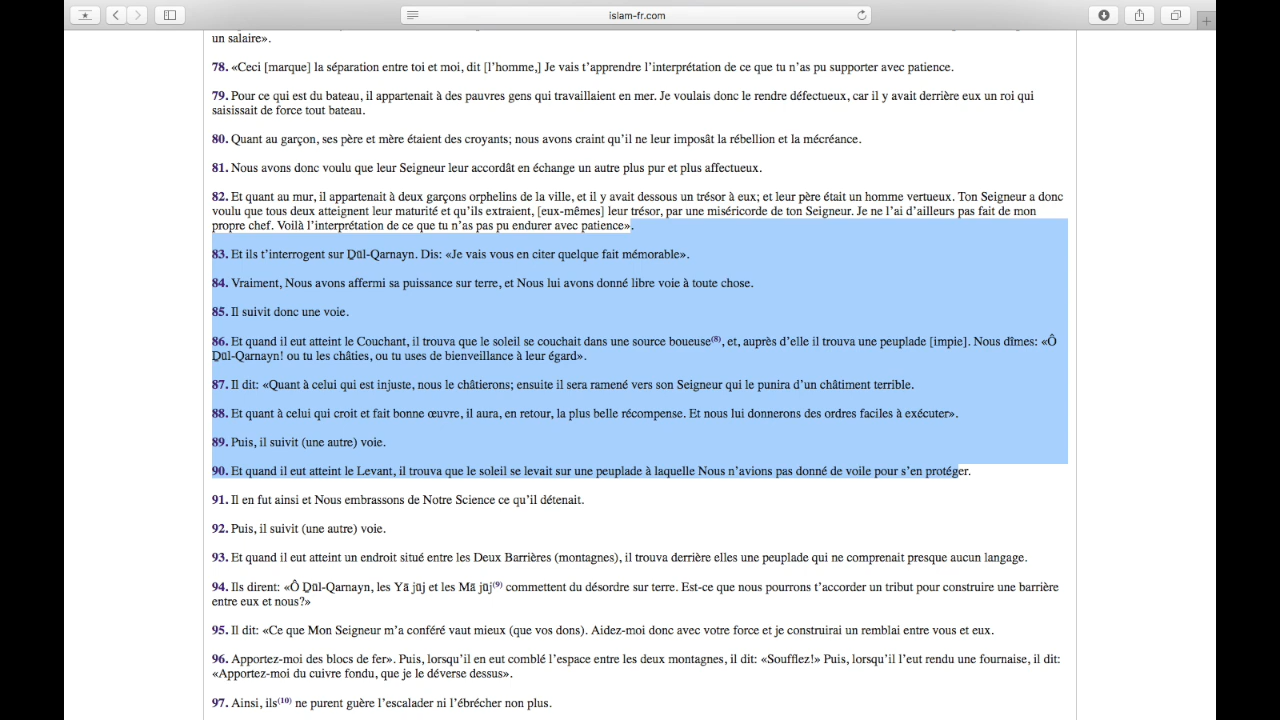 islam-fr.com
un salaire».
78. «Ceci [marque] la séparation entre toi et moi, dit [l’homme,] Je vais t’apprendre l’interprétation de ce que tu n’as pu supporter avec patience.
79. Pour ce qui est du bateau, il appartenait à des pauvres gens qui travaillaient en mer. Je voulais donc le rendre défectueux, car il y avait derrière eux un roi qui
saisissait de force tout bateau.
80. Quant au garçon, ses père et mère étaient des croyants; nous avons craint qu’il ne leur imposât la rébellion et la mécréance.
81. Nous avons donc voulu que leur Seigneur leur accordât en échange un autre plus pur et plus affectueux.
82. Et quant au mur, il appartenait à deux garçons orphelins de la ville, et il y avait dessous un trésor à eux; et leur père était un homme vertueux. Ton Seigneur a donc
voulu que tous deux atteignent leur maturité et qu’ils extraient, [eux-mêmes] leur trésor, par une miséricorde de ton Seigneur. Je ne l’ai d’ailleurs pas fait de mon
propre chef. Voilà l’interprétation de ce que tu n’as pas pu endurer avec patience».
83. Et ils t’interrogent sur Ḏūl-Qarnayn. Dis: «Je vais vous en citer quelque fait mémorable».
84. Vraiment, Nous avons affermi sa puissance sur terre, et Nous lui avons donné libre voie à toute chose.
85. Il suivit donc une voie.
86. Et quand il eut atteint le Couchant, il trouva que le soleil se couchait dans une source boueuse(8), et, auprès d’elle il trouva une peuplade [impie]. Nous dîmes: «Ô
Ḏūl-Qarnayn! ou tu les châties, ou tu uses de bienveillance à leur égard».
87. Il dit: «Quant à celui qui est injuste, nous le châtierons; ensuite il sera ramené vers son Seigneur qui le punira d’un châtiment terrible.
88. Et quant à celui qui croit et fait bonne œuvre, il aura, en retour, la plus belle récompense. Et nous lui donnerons des ordres faciles à exécuter».
89. Puis, il suivit (une autre) voie.
90. Et quand il eut atteint le Levant, il trouva que le soleil se levait sur une peuplade à laquelle Nous n’avions pas donné de voile pour s’en protéger.
91. Il en fut ainsi et Nous embrassons de Notre Science ce qu’il détenait.
92. Puis, il suivit (une autre) voie.
93. Et quand il eut atteint un endroit situé entre les Deux Barrières (montagnes), il trouva derrière elles une peuplade qui ne comprenait presque aucun langage.
94. Ils dirent: «Ô Ḏūl-Qarnayn, les Yā jūj et les Mā jūj(9) commettent du désordre sur terre. Est-ce que nous pourrons t’accorder un tribut pour construire une barrière
entre eux et nous?»
95. Il dit: «Ce que Mon Seigneur m’a conféré vaut mieux (que vos dons). Aidez-moi donc avec votre force et je construirai un remblai entre vous et eux.
96. Apportez-moi des blocs de fer». Puis, lorsqu’il en eut comblé l’espace entre les deux montagnes, il dit: «Soufflez!» Puis, lorsqu’il l’eut rendu une fournaise, il dit:
«Apportez-moi du cuivre fondu, que je le déverse dessus».
97. Ainsi, ils(10) ne purent guère l’escalader ni l’ébrécher non plus.